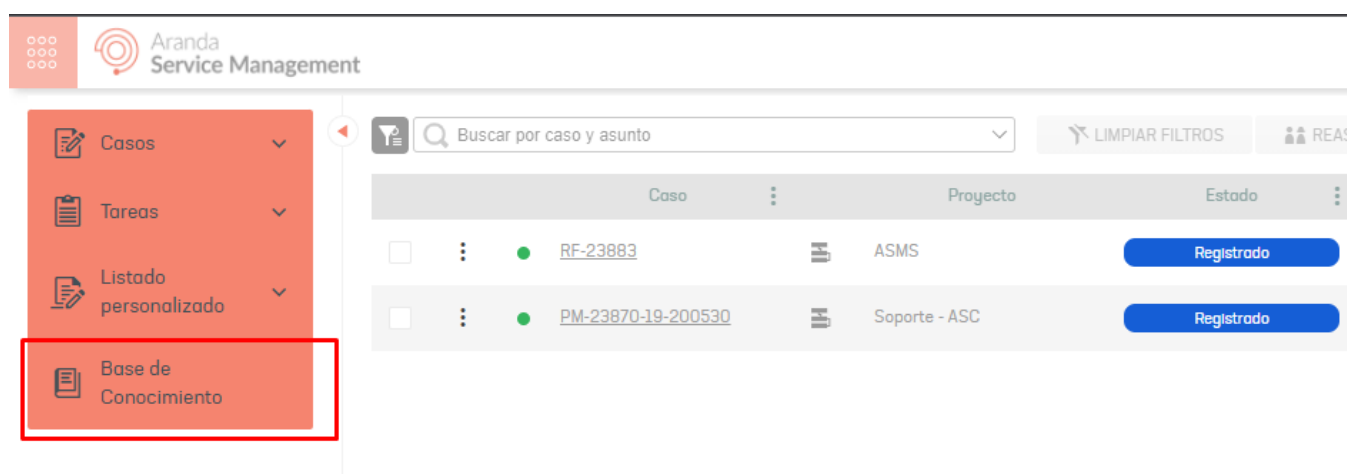 Aranda
Service Management
Casos
Tareas
Listado
personalizado
Base de
Conocimiento
Buscar por caso y asunto
LIMPIAR FILTROS
REAS
Caso
Proyecto
Estado
RF-23883
ASMS
Registrado
PM-23870-19-200530
Soporte - ASC
Registrado